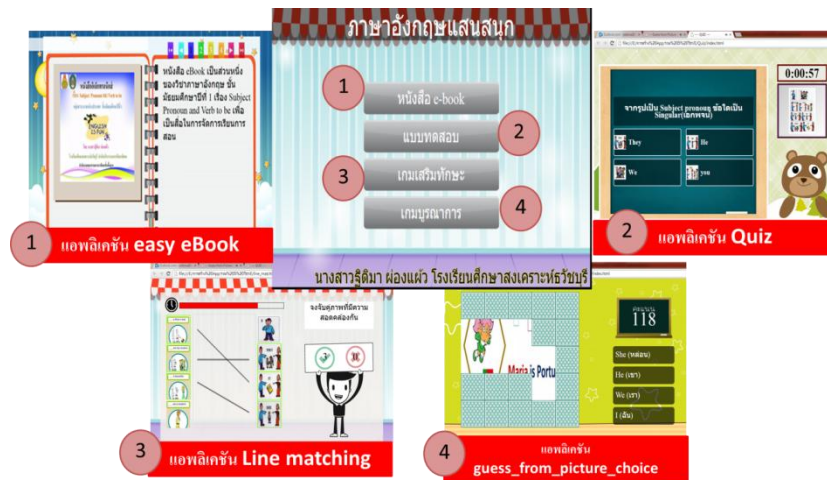 ภาษาอังกฤษแสนสนุก
1
หนังสือ e-book
แบบทดสอบ
2
3
เกมเสริมทักษะ
เกมบูรณาการ
4
นางสาวฐิติมา ผ่องแผ้ว โรงเรียนศึกษาสงเคราะห์ธวัชบุรี
หนังสือ eBook เป็นส่วนหนึ่ง
ของวิชาภาษาอังกฤษ ชั้น
มัธยมศึกษาปีที่ 1 เรื่อง Subject
Pronoun and Verb to be เพื่อ
เป็นสื่อในการจัดการเรียนการ
สอน
1
แอพลิเคชัน easy eBook
0:00:57
จากรูปเป็น Subject pronoung ข้อใดเป็น
Singular(เอกพจน์)
They
He
We
you
2
แอพลิเคชัน Quiz
จงจับคู่ภาพที่มีความ
สอดคล้องกัน
3
แอพลิเคชัน Line matching
คะแนน
118
Maria is Portu
She (หล่อน)
He (เขา)
We (เรา)
I (ฉัน)
4
แอพลิเคชัน
guess_from_picture_choice